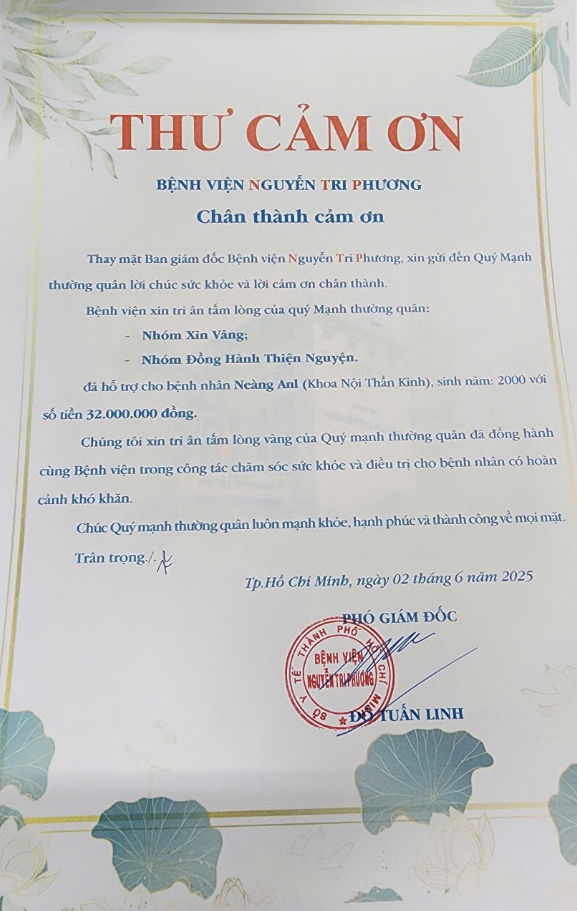 THƯ CẢM ƠN
BỆNH VIỆN NGUYỄN TRI PHƯƠNG
Chân thành cảm ơn
Thay mặt Ban giám đốc Bệnh viện Nguyễn Tri Phương, xin gửi đến Quý Mạnh
thường quân lời chúc sức khỏe và lời cảm ơn chân thành.
Bệnh viện xin tri ân tấm lòng của quý Mạnh thường quân:
- Nhóm Xin Vâng;
- Nhóm Đồng Hành Thiện Nguyện.
đã hỗ trợ cho bệnh nhân Neàng Anl (Khoa Nội Thần Kinh), sinh năm: 2000 với
số tiền 32.000.000 đồng.
Chúng tôi xin tri ân tấm lòng vàng của Quý mạnh thường quân đã đồng hành
cùng Bệnh viện trong công tác chăm sóc sức khỏe và điều trị cho bệnh nhân có hoàn
cảnh khó khăn.
Chúc Quý mạnh thường quân luôn mạnh khỏe, hạnh phúc và thành công về mọi mặt.
Trân trọng./.
Tp.Hồ Chí Minh, ngày 02 tháng 6 năm 2025
PHÓ GIÁM ĐỐC
SỞ Y TẾ THÀNH PHỐ HỒ CHÍ MINH
BỆNH VIỆN
NGUYỄN TRI PHƯƠNG
ĐỖ TUẤN LINH